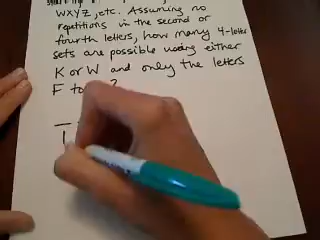 WXYZ, etc. Assuming no
repetitions in the second or
fourth letters, how many 4-letter
sets are possible using either
K or W and only the letters
F to ?